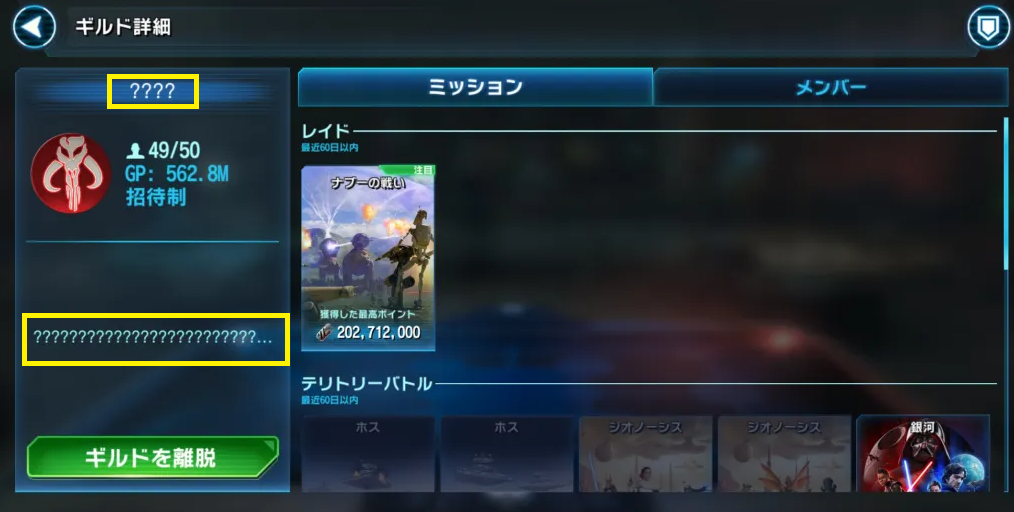 ギルド詳細
????
49/50
GP: 562.8M
招待制
?????????????????????????...
ギルドを離脱
ミッション
メンバー
レイド
最近60日以内
注目
ナブーの戦い
獲得した最高ポイント
202,712,000
テリトリーバトル
最近60日以内
ホス
ホス
ジオノーシス
ジオノーシス
銀河